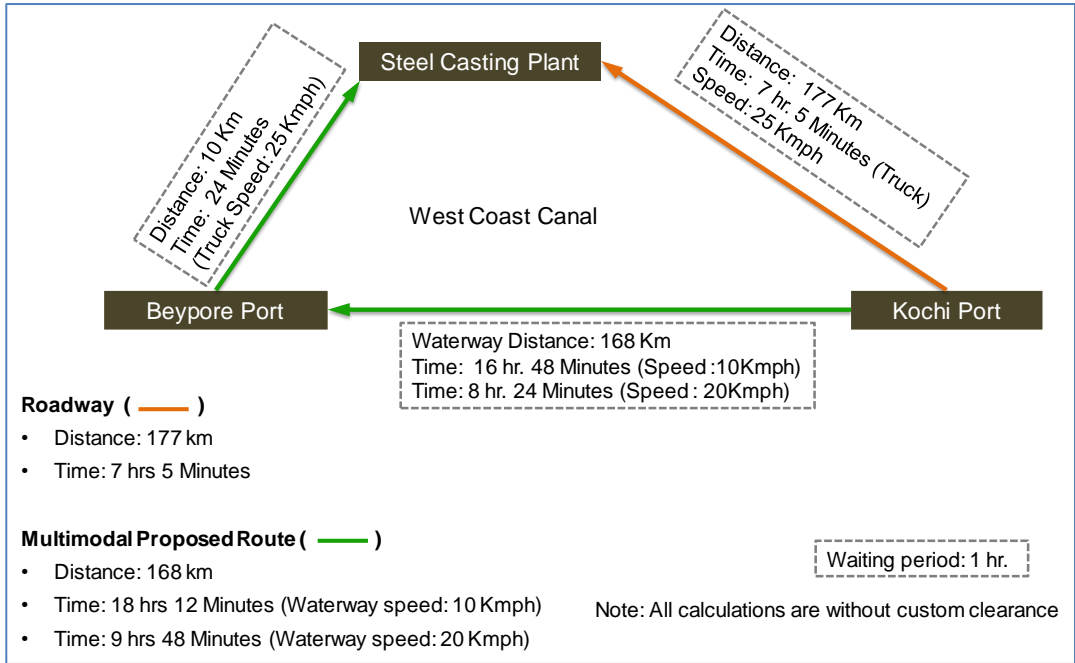 Steel Casting Plant
Distance: 10 Km
Time: 24 Minutes
(Truck Speed: 25 Kmph)
Distance: 177 Km
Time: 7 hr. 5 Minutes (Truck)
Speed: 25 Kmph
West Coast Canal
Beypore Port
Kochi Port
Waterway Distance: 168 Km
Time: 16 hr. 48 Minutes (Speed :10Kmph)
Time: 8 hr. 24 Minutes (Speed : 20Kmph)
Roadway ( )
• Distance: 177 km
• Time: 7 hrs 5 Minutes
Multimodal Proposed Route ( )
• Distance: 168 km
• Time: 18 hrs 12 Minutes (Waterway speed: 10 Kmph)
• Time: 9 hrs 48 Minutes (Waterway speed: 20 Kmph)
Waiting period: 1 hr.
Note: All calculations are without custom clearance